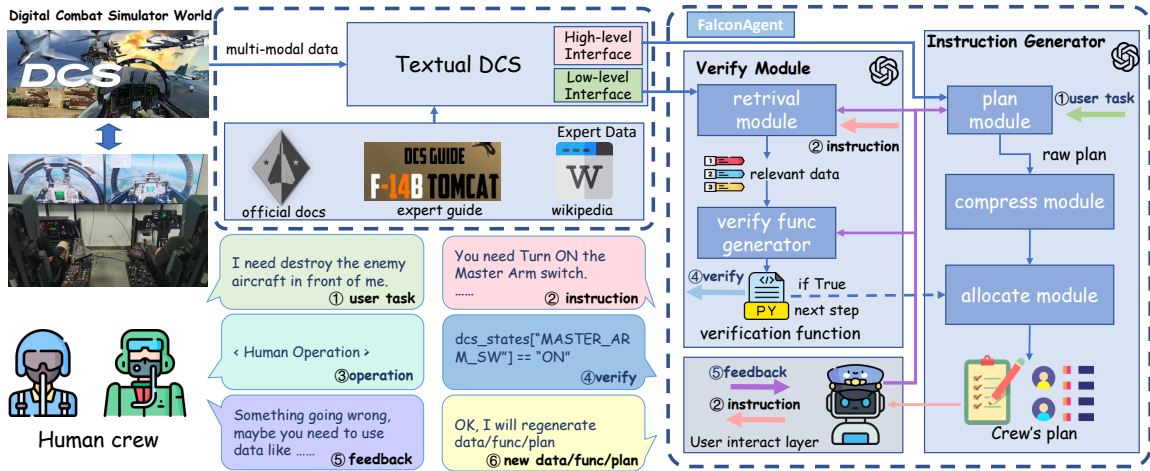 Digital Combat Simulator World
DCS
multi-modal data
Textual DCS
High-level
Interface
Low-level
Interface
Expert Data
DCS GUIDE
F-14B TOMCAT
W
official docs
expert guide
wikipedia
I need destroy the enemy
aircraft in front of me.
① user task
You need Turn ON the
Master Arm switch.
......
② instruction
< Human Operation >
③operation
dcs_states["MASTER_AR
M_SW"] == "ON"
④verify
Something going wrong,
maybe you need to use
data like ......
⑤ feedback
OK, I will regenerate
data/func/plan
⑥ new data/func/plan
Human crew
FalconAgent
Verify Module
retrival
module
② instruction
1
2
3
relevant data
verify func
generator
④verify
</>
PY
if True
next step
verification function
⑤feedback
② instruction
User interact layer
Instruction Generator
plan
module
①user task
raw plan
compress module
allocate module
Crew's plan